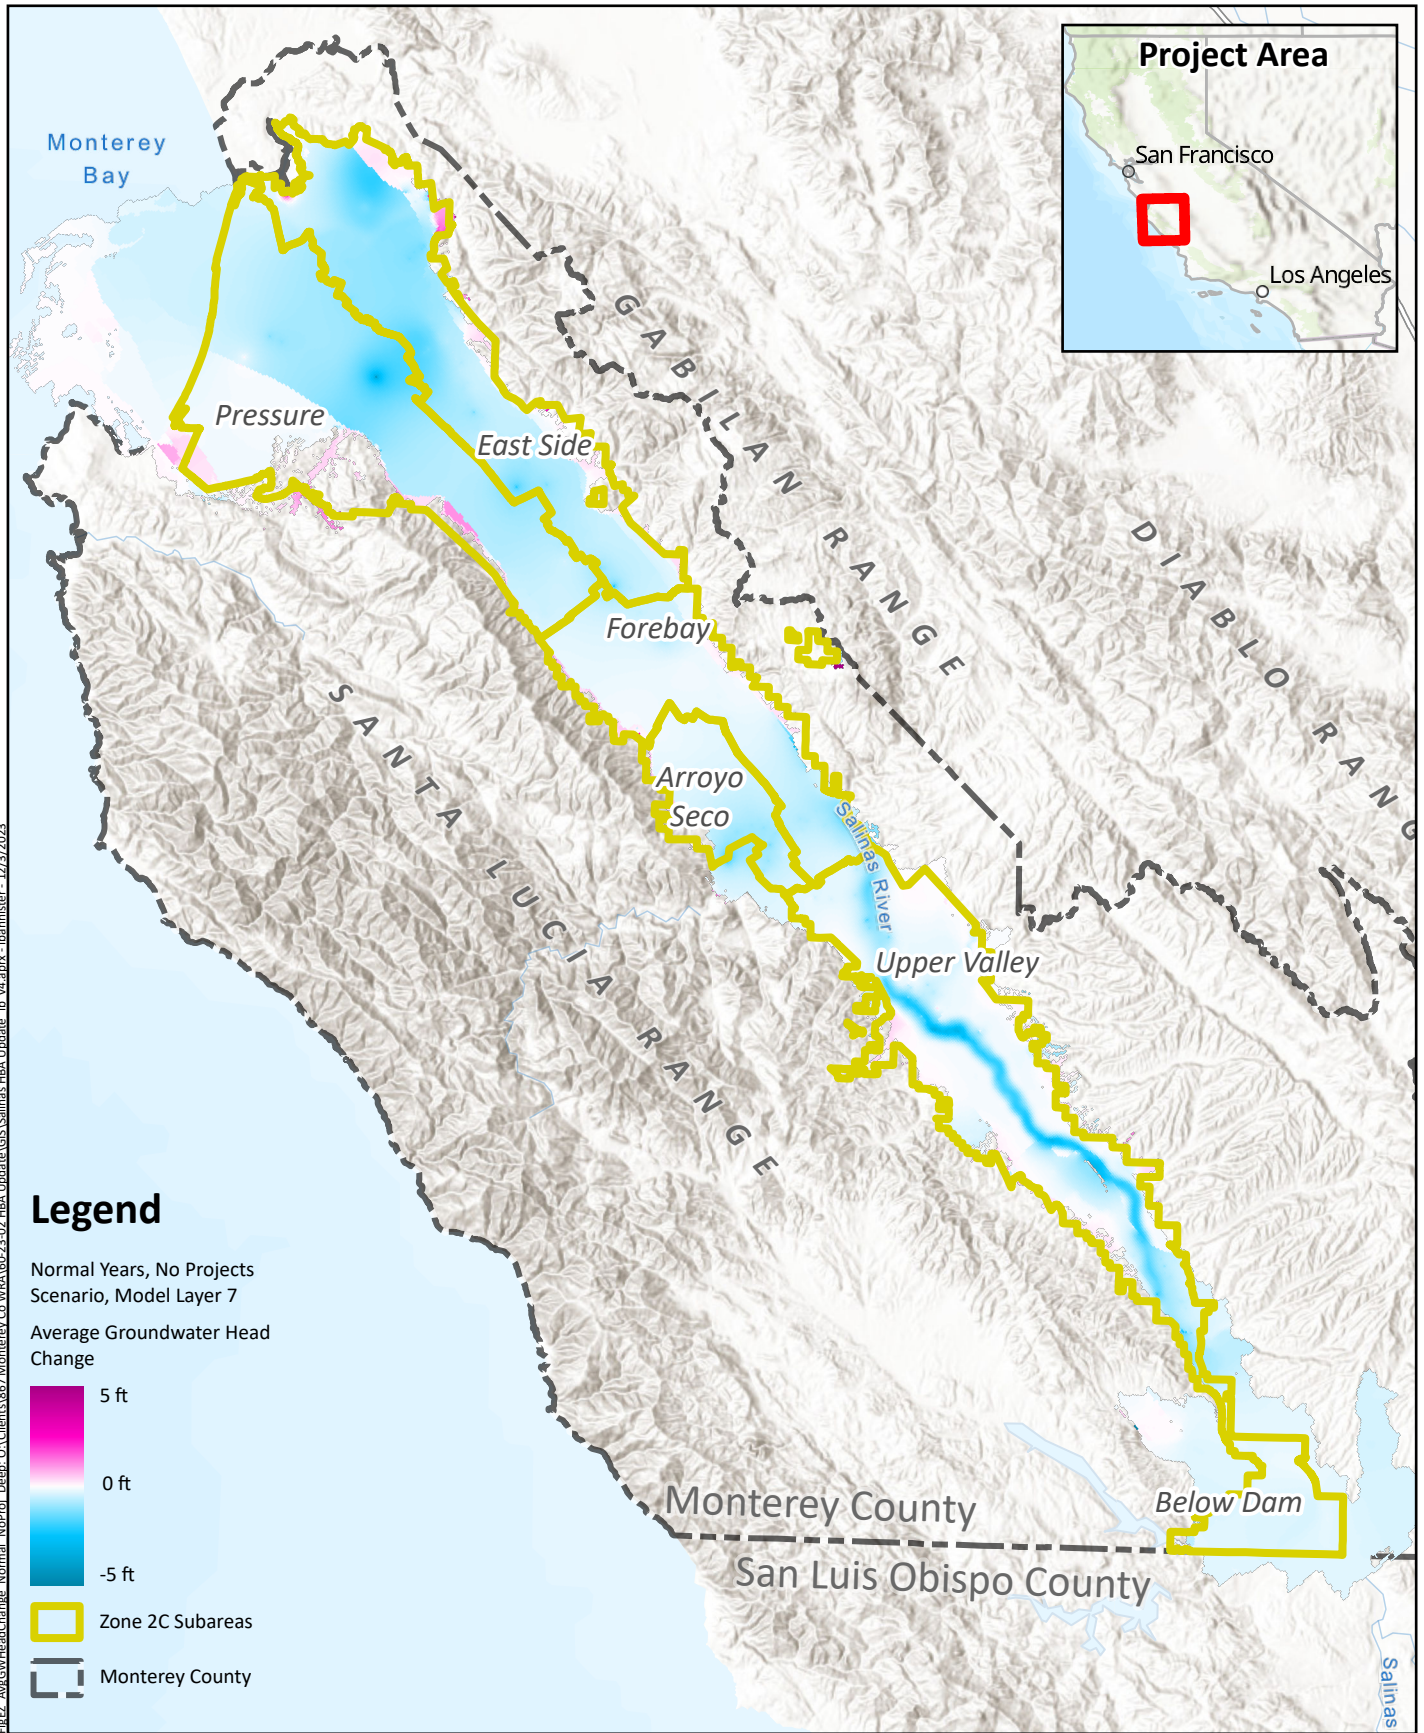 Project Area
San Francisco
Los Angeles
Monterey
Bay
GABILAN RANGE
DIABLO RANG
Pressure
East Side
Forebay
Arroyo
Seco
Salinas River
Upper Valley
SANTA LUCIA RANGE
Below Dam
Monterey County
San Luis Obispo County
Salinas
Legend
Normal Years, No Projects
Scenario, Model Layer 7
Average Groundwater Head
Change
5 ft
0 ft
-5 ft
Zone 2C Subareas
Monterey County